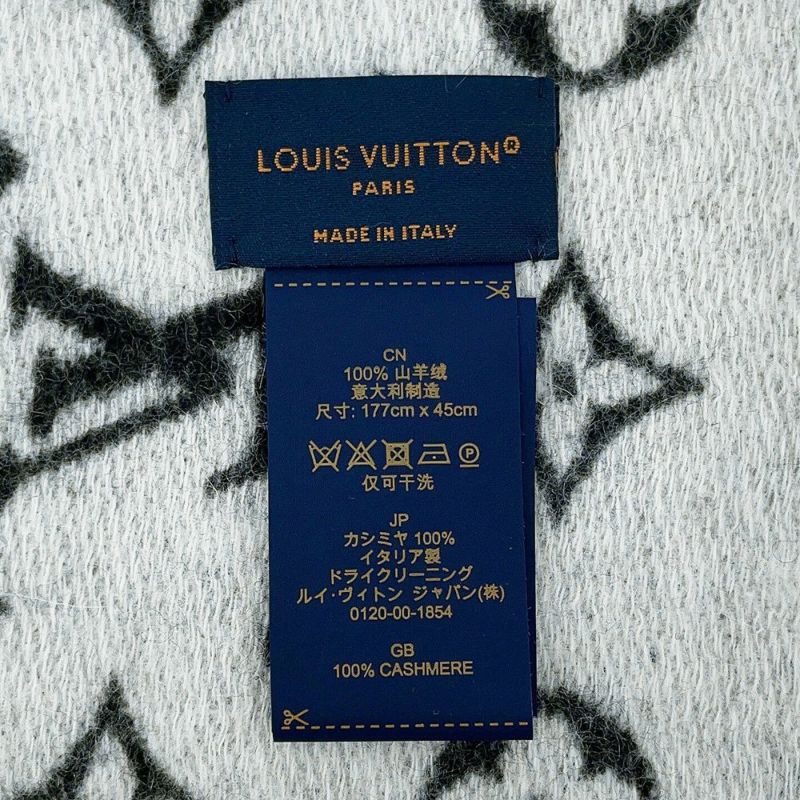 LOUIS VUITTON®
PARIS
MADE IN ITALY
CN
100% 山羊绒
意大利制造
尺寸: 177cm x 45cm
仅可干洗
JP
カシミヤ 100%
イタリア製
ドライクリーニング
ルイ・ヴィトン ジャパン(株)
0120-00-1854
GB
100% CASHMERE